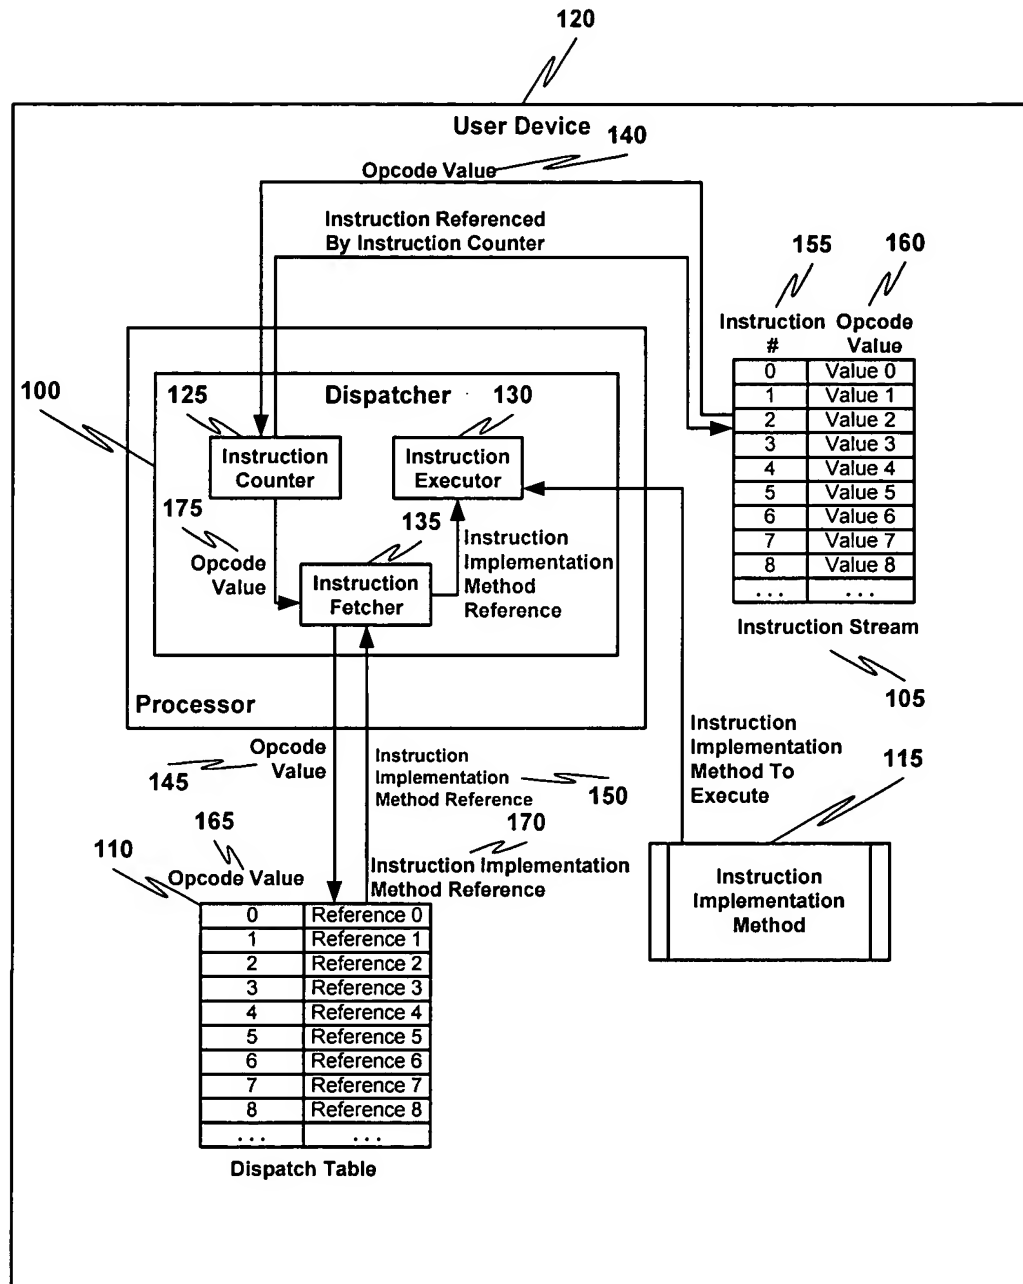 120
User Device
140
Opcode Value
Instruction Referenced
By Instruction Counter
155
160
Instruction
#
Opcode
Value
0 Value 0
1 Value 1
2 Value 2
3 Value 3
4 Value 4
5 Value 5
6 Value 6
7 Value 7
8 Value 8
... ...
Instruction Stream
105
100
Dispatcher
125
130
Instruction
Counter
Instruction
Executor
175
Opcode
Value
135
Instruction
Fetcher
Instruction
Implementation
Method
Reference
Processor
Opcode
Value
145
Instruction
Implementation
Method Reference
150
Instruction
Implementation
Method To
Execute
115
Instruction
Implementation
Method
110
165
Opcode Value
170
Instruction Implementation
Method Reference
0 Reference 0
1 Reference 1
2 Reference 2
3 Reference 3
4 Reference 4
5 Reference 5
6 Reference 6
7 Reference 7
8 Reference 8
... ...
Dispatch Table